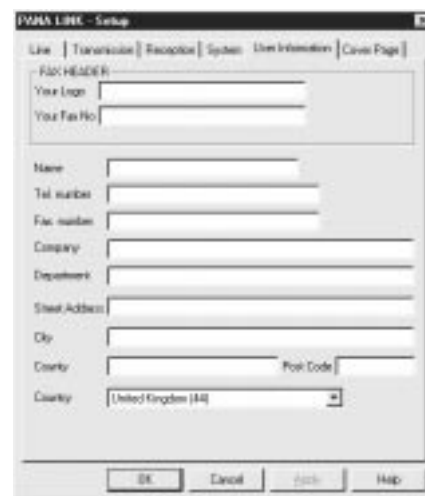 PANA LINK - Setup
Line Transmission Reception System User Information Cover Page
FAX HEADER
Your Logo
Your Fax No
Name
Tel. number
Fax. number
Company
Department
Street Address
City
County Post Code
Country United Kingdom (44)
OK Cancel Apply Help